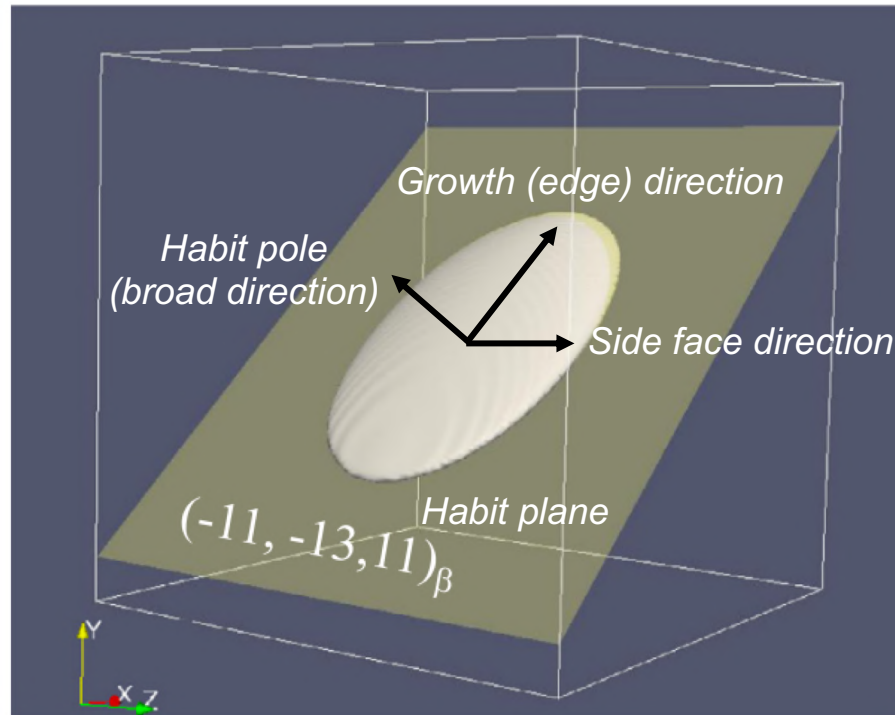 Growth (edge) direction
Habit pole
(broad direction)
Side face direction
Habit plane
(-11, -13,11)β
Y
X
Z